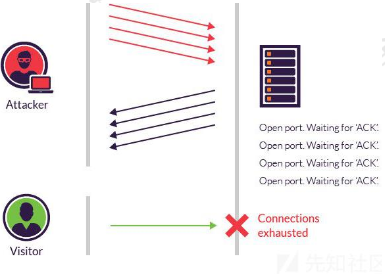 Attacker
Open port. Waiting for 'ACK'.
Open port. Waiting for 'ACK'.
Open port. Waiting for 'ACK'.
Open port. Waiting for 'ACK'.
Connections
exhausted
Visitor
先知社区